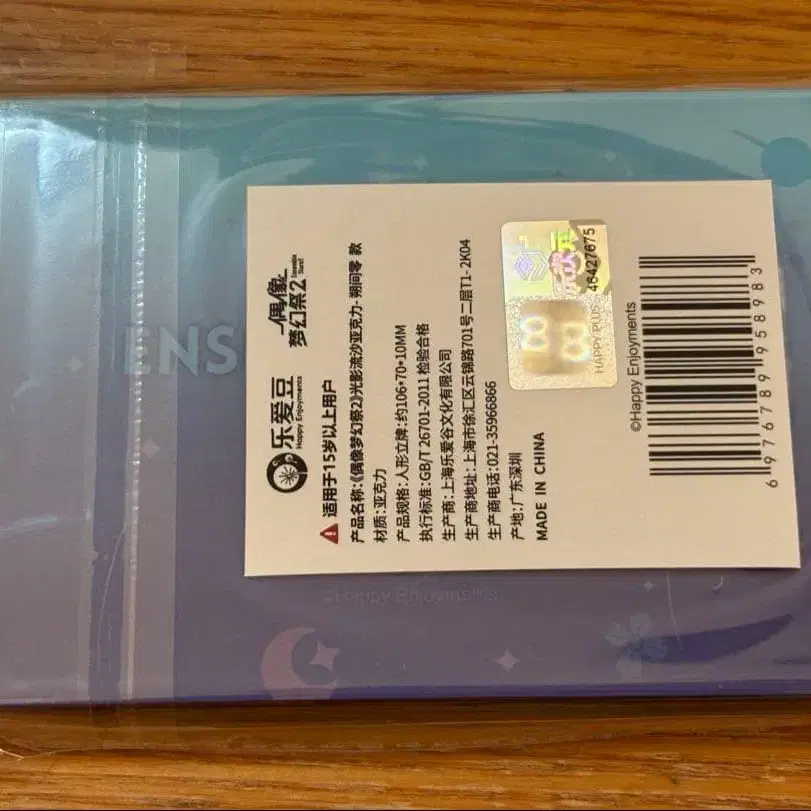 乐爱豆
Happy Enjoyments
偶像
梦幻祭2
Ensemble
Stars!!
适用于15岁以上用户
产品名称:《偶像梦幻祭2》光影流沙亚克力- 朔间零 款
材质:亚克力
产品规格:人形立牌:约106*70*10MM
执行标准:GB/T 26701-2011 检验合格
生产商:上海乐爱谷文化有限公司
生产商地址:上海市徐汇区云锦路701号二层T1- 2K04
生产商电话:021-35966866
产地:广东深圳
MADE IN CHINA
46427675
HAPPY PLUS
©Happy Enjoyments
6 976789 958983
ENS
©Happy Enjoyments